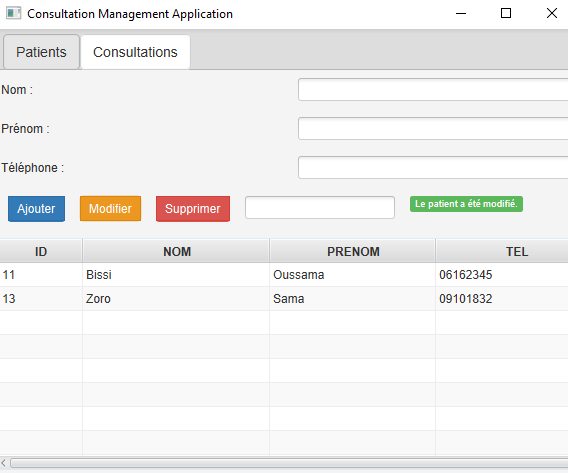 Consultation Management Application
Patients Consultations
Nom :
Prénom :
Téléphone :
Ajouter Modifier Supprimer Le patient a été modifié.
ID NOM PRENOM TEL
11 Bissi Oussama 06162345
13 Zoro Sama 09101832